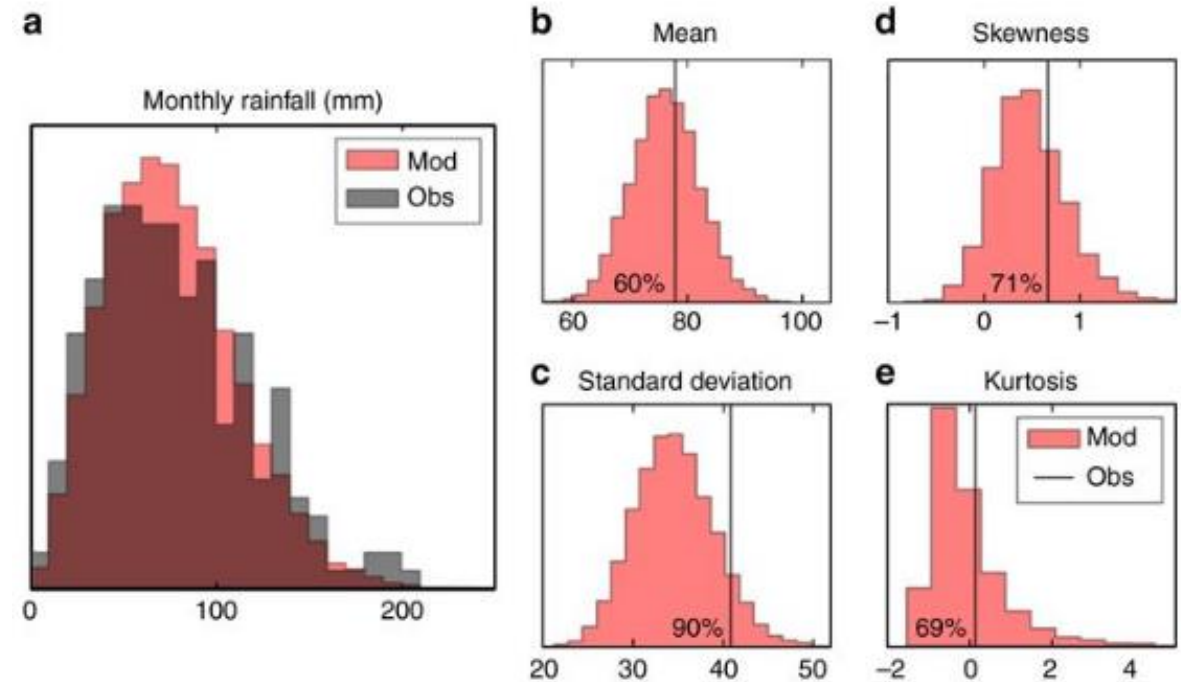 a
Monthly rainfall (mm)
Mod
Obs
0 100 200
b
Mean
60%
60 80 100
d
Skewness
71%
−1 0 1
c
Standard deviation
90%
20 30 40 50
e
Kurtosis
Mod
Obs
69%
−2 0 2 4